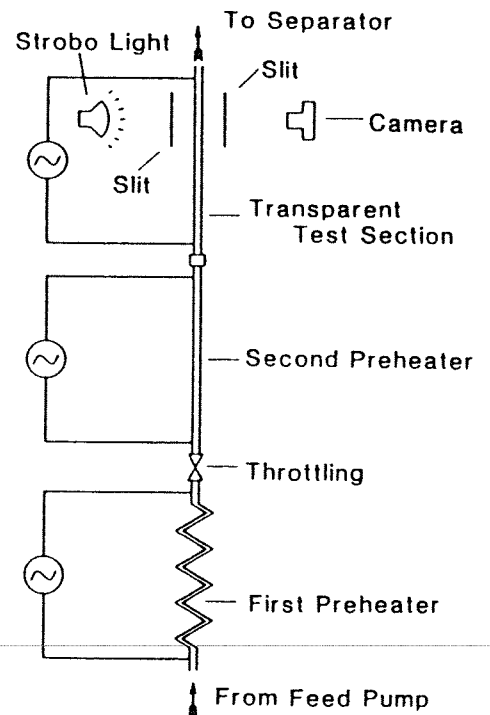 To Separator
Strobo Light
Slit
Camera
Slit
Transparent
Test Section
Second Preheater
Throttling
First Preheater
From Feed Pump